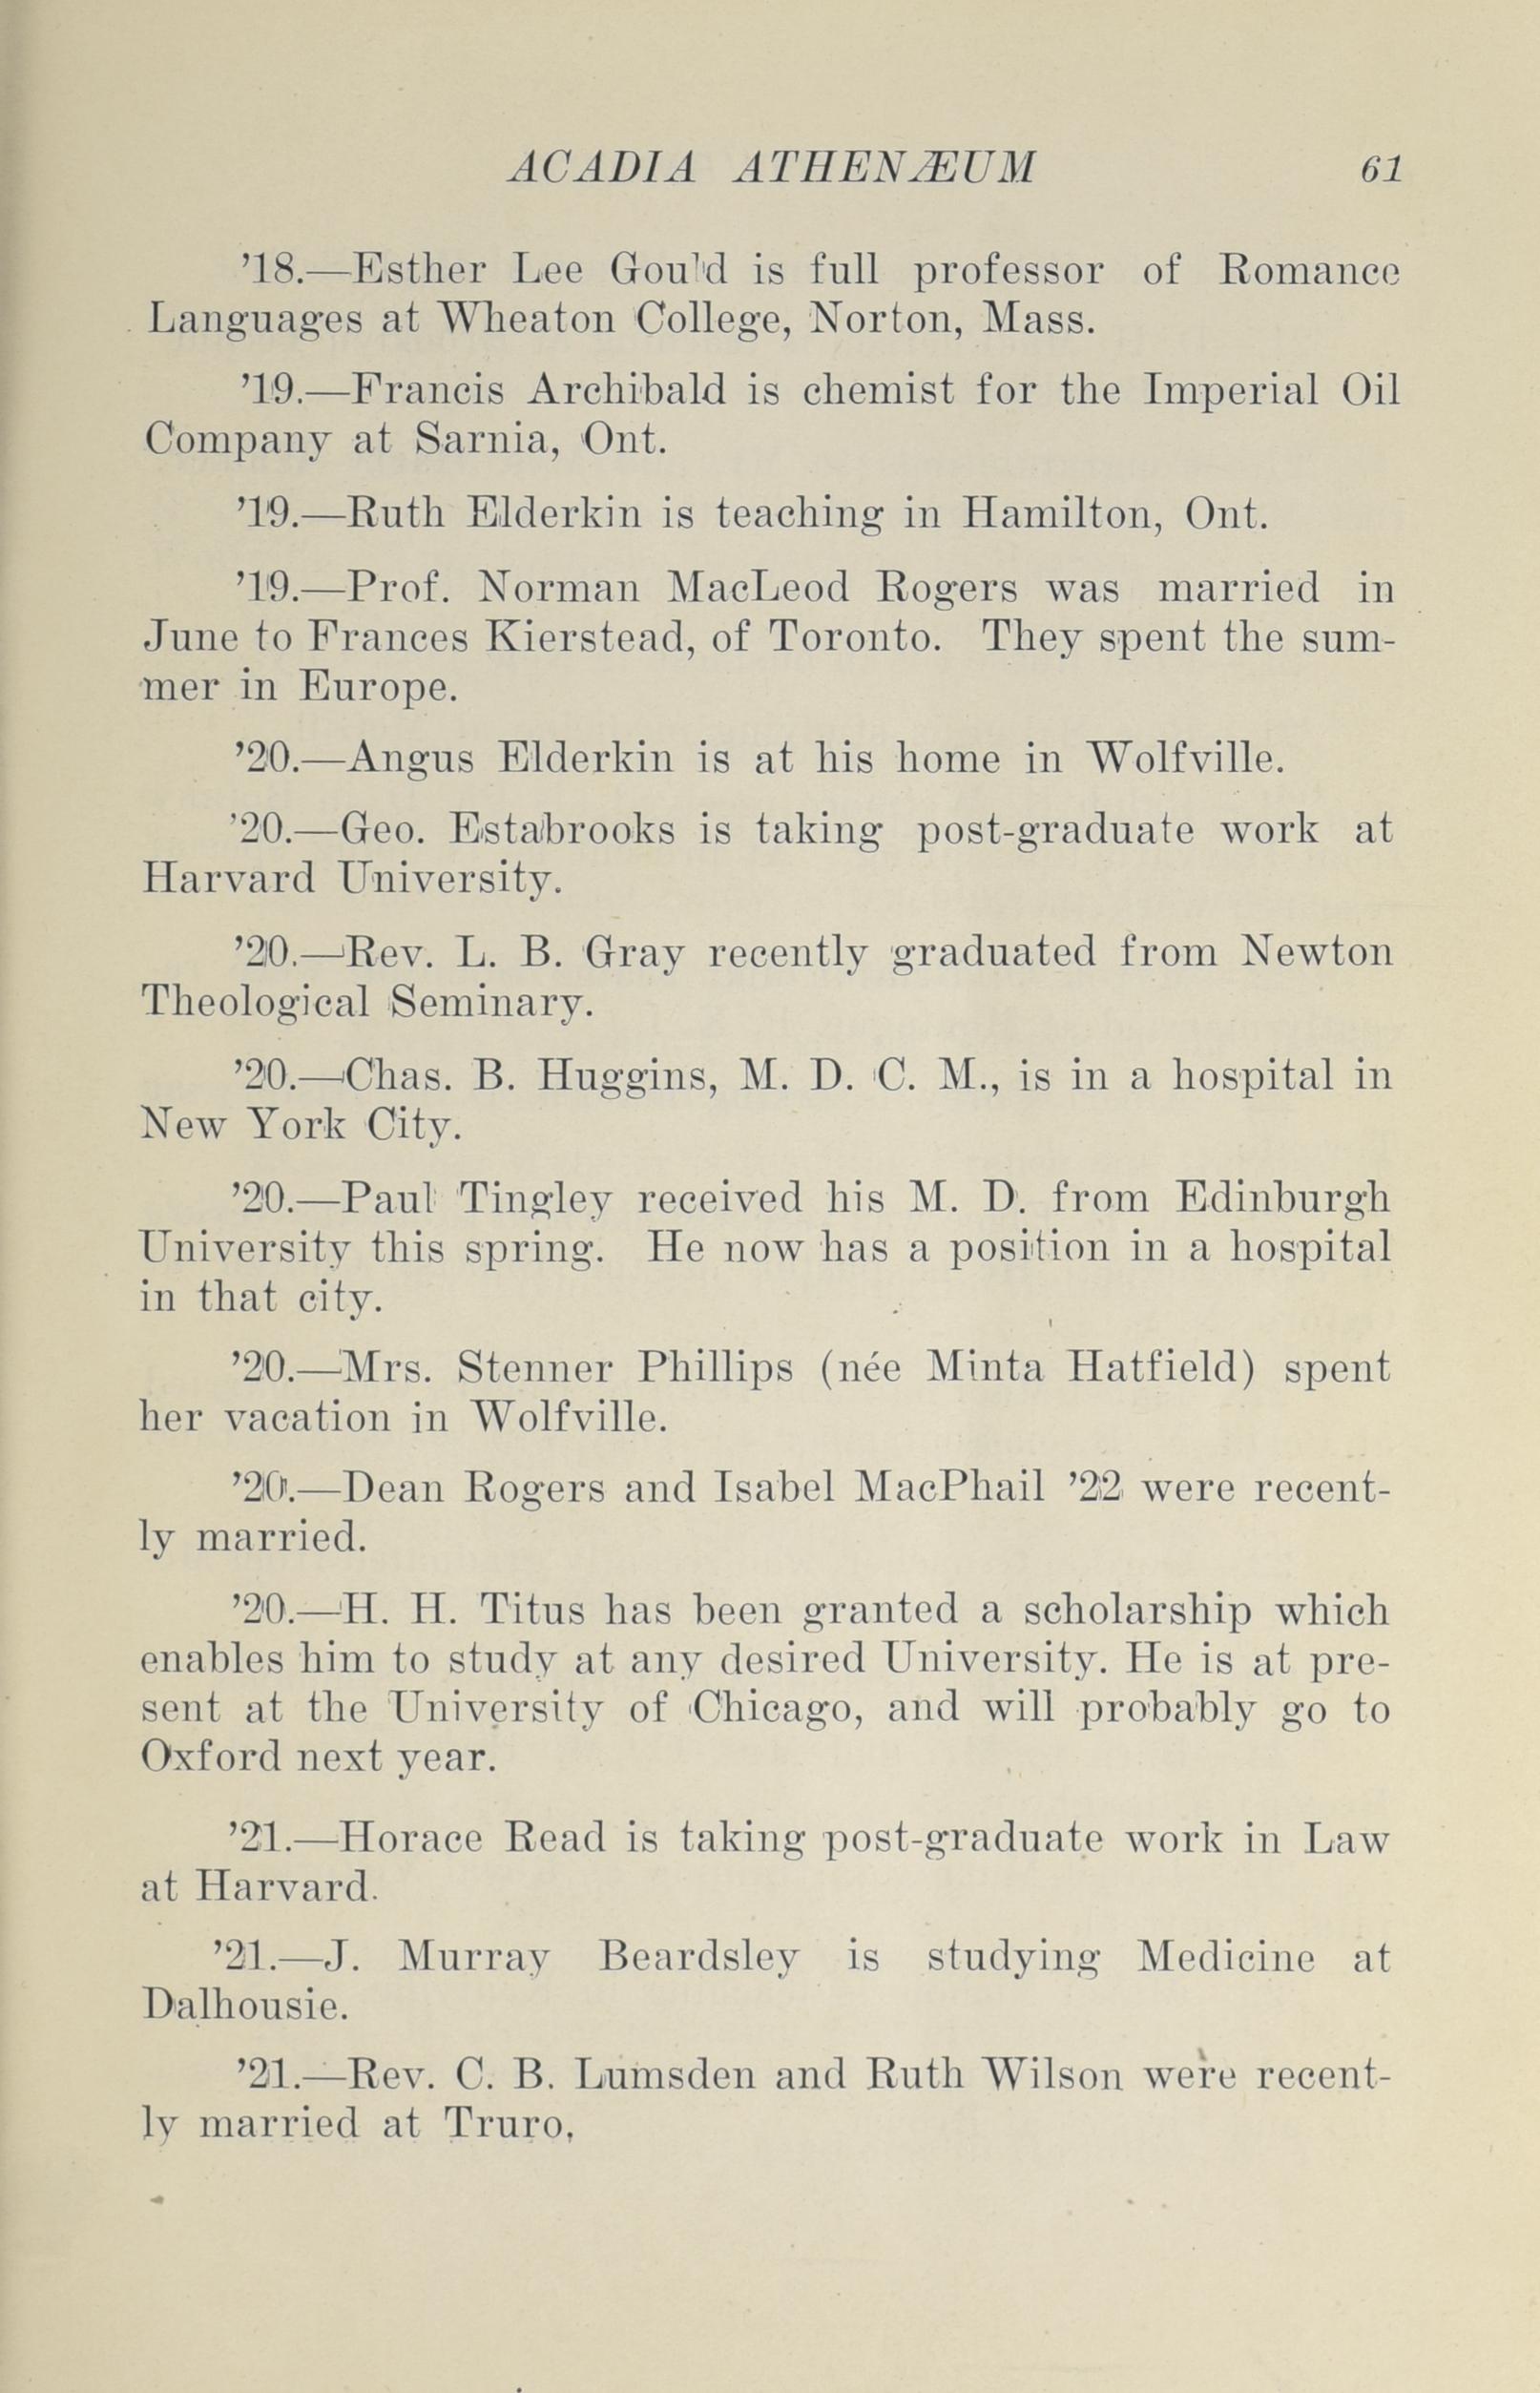 ACADIA ATHENÆUM 61
’18.—Esther Lee Gould is full professor of Romance
Languages at Wheaton College, Norton, Mass.
’19.—Francis Archibald is chemist for the Imperial Oil
Company at Sarnia, Ont.
’19.—Ruth Elderkin is teaching in Hamilton, Ont.
’19.—Prof. Norman MacLeod Rogers was married in
June to Frances Kierstead, of Toronto. They spent the sum-
mer in Europe.
’20.—Angus Elderkin is at his home in Wolfville.
’20.—Geo. Estabrooks is taking post-graduate work at
Harvard University.
’20.—Rev. L. B. Gray recently graduated from Newton
Theological Seminary.
’20.—Chas. B. Huggins, M. D. C. M., is in a hospital in
New York City.
’20.—Paul Tingley received his M. D. from Edinburgh
University this spring. He now has a position in a hospital
in that city.
’20.—Mrs. Stenner Phillips (née Minta Hatfield) spent
her vacation in Wolfville.
’20.—Dean Rogers and Isabel MacPhail ’22 were recent-
ly married.
’20.—H. H. Titus has been granted a scholarship which
enables him to study at any desired University. He is at pre-
sent at the University of Chicago, and will probably go to
Oxford next year.
’21.—Horace Read is taking post-graduate work in Law
at Harvard.
’21.—J. Murray Beardsley is studying Medicine at
Dalhousie.
’21.—Rev. C. B. Lumsden and Ruth Wilson were recent-
ly married at Truro,